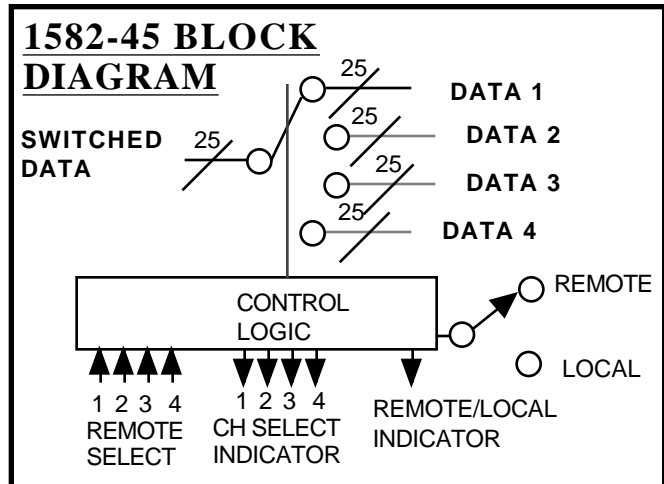 1582-45 BLOCK
DIAGRAM
25
DATA 1
SWITCHED
DATA
25
25
DATA 2
25
DATA 3
25
DATA 4
CONTROL
LOGIC
REMOTE
LOCAL
1 2 3 4
REMOTE
SELECT
1 2 3 4
CH SELECT
INDICATOR
REMOTE/LOCAL
INDICATOR